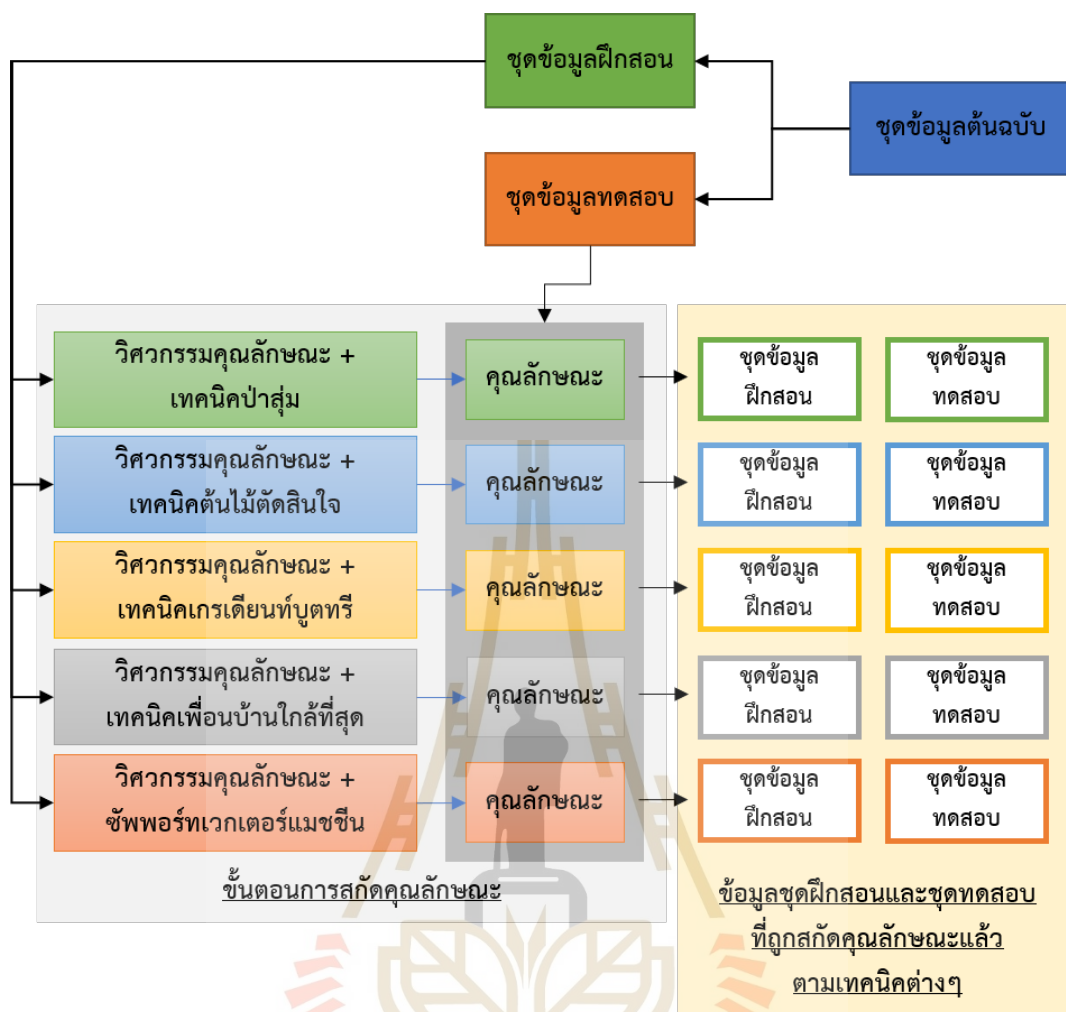 ชุดข้อมูลฝึกสอน
ชุดข้อมูลต้นฉบับ
ชุดข้อมูลทดสอบ
วิศวกรรมคุณลักษณะ +
เทคนิคป่าสุ่ม
คุณลักษณะ
ชุดข้อมูล
ฝึกสอน
ชุดข้อมูล
ทดสอบ
วิศวกรรมคุณลักษณะ +
เทคนิคต้นไม้ตัดสินใจ
คุณลักษณะ
ชุดข้อมูล
ฝึกสอน
ชุดข้อมูล
ทดสอบ
วิศวกรรมคุณลักษณะ +
เทคนิคเกรเดียนท์บูตทรี
คุณลักษณะ
ชุดข้อมูล
ฝึกสอน
ชุดข้อมูล
ทดสอบ
วิศวกรรมคุณลักษณะ +
เทคนิคเพื่อนบ้านใกล้ที่สุด
คุณลักษณะ
ชุดข้อมูล
ฝึกสอน
ชุดข้อมูล
ทดสอบ
วิศวกรรมคุณลักษณะ +
ซัพพอร์ทเวกเตอร์แมชชีน
คุณลักษณะ
ชุดข้อมูล
ฝึกสอน
ชุดข้อมูล
ทดสอบ
ขั้นตอนการสกัดคุณลักษณะ
ข้อมูลชุดฝึกสอนและชุดทดสอบ
ที่ถูกสกัดคุณลักษณะแล้ว
ตามเทคนิคต่างๆ